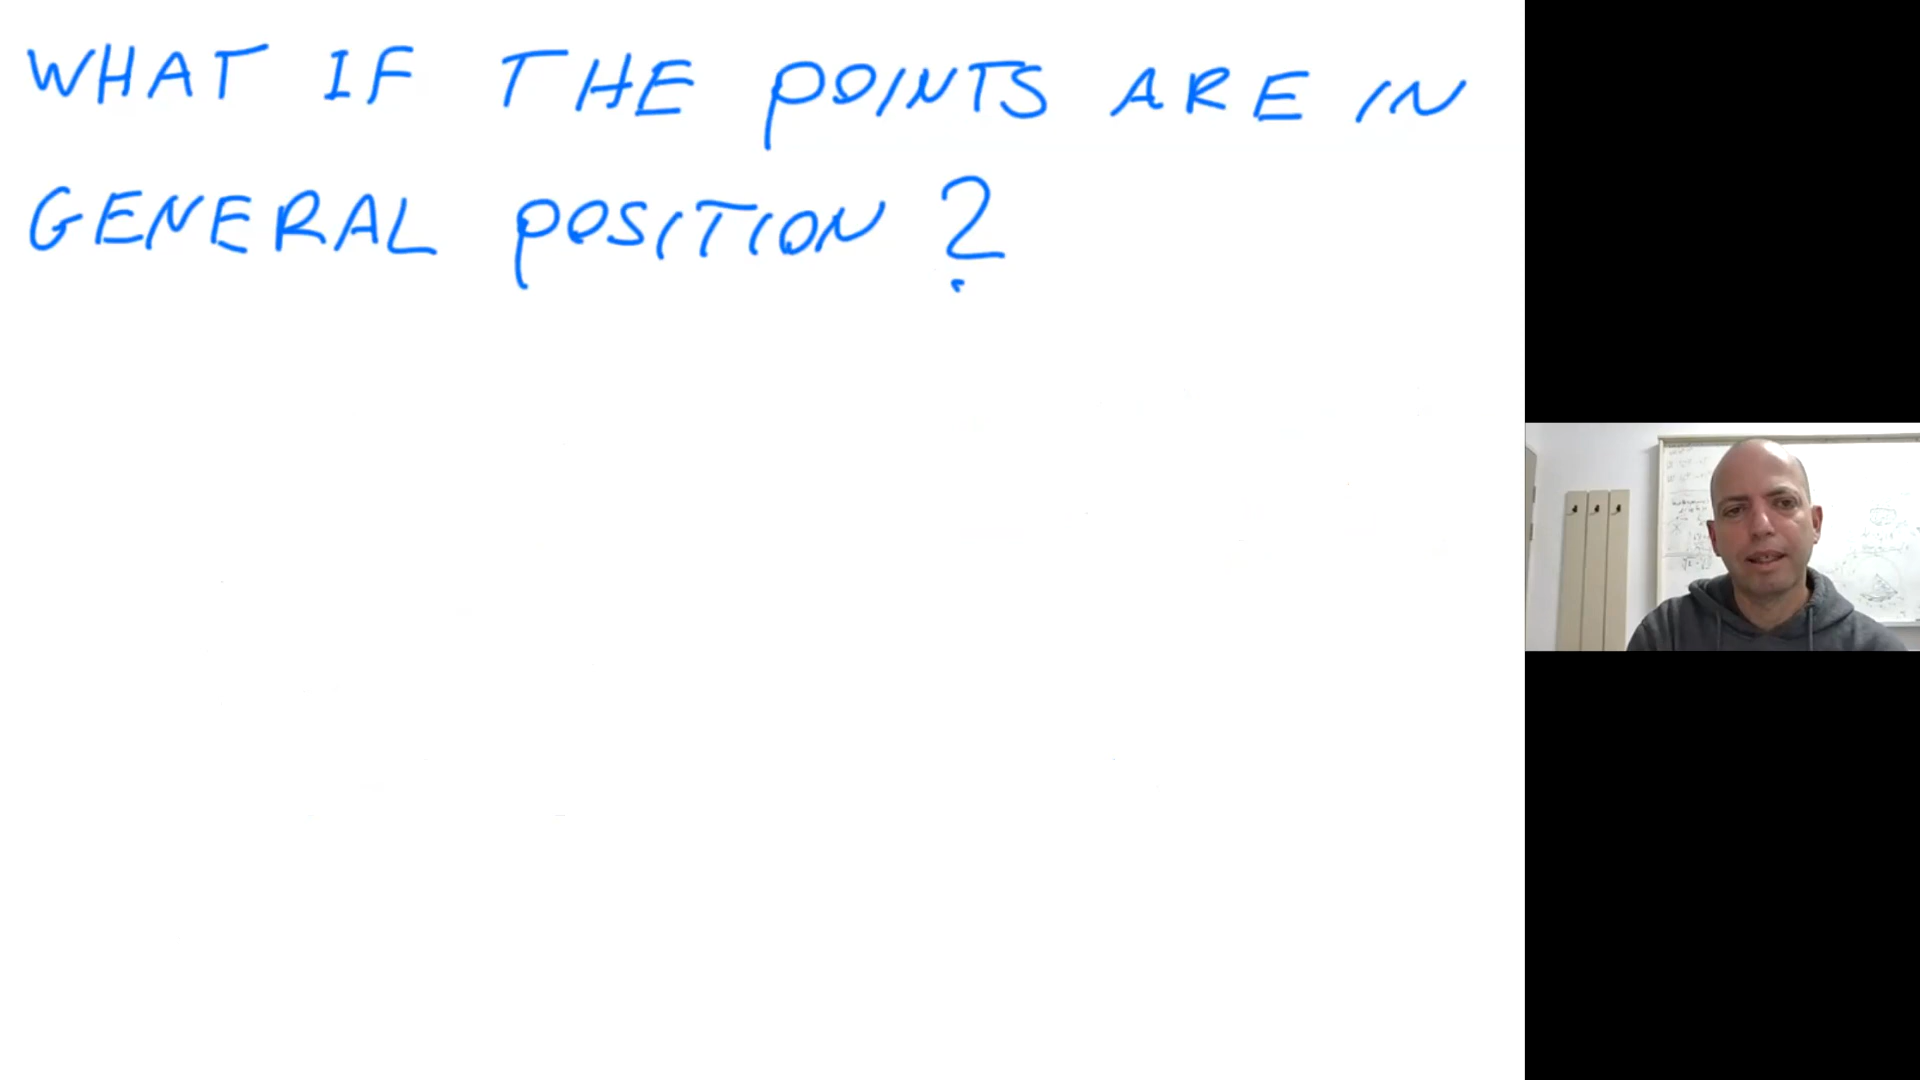 WHAT IF THE POINTS ARE IN
GENERAL POSITION ?